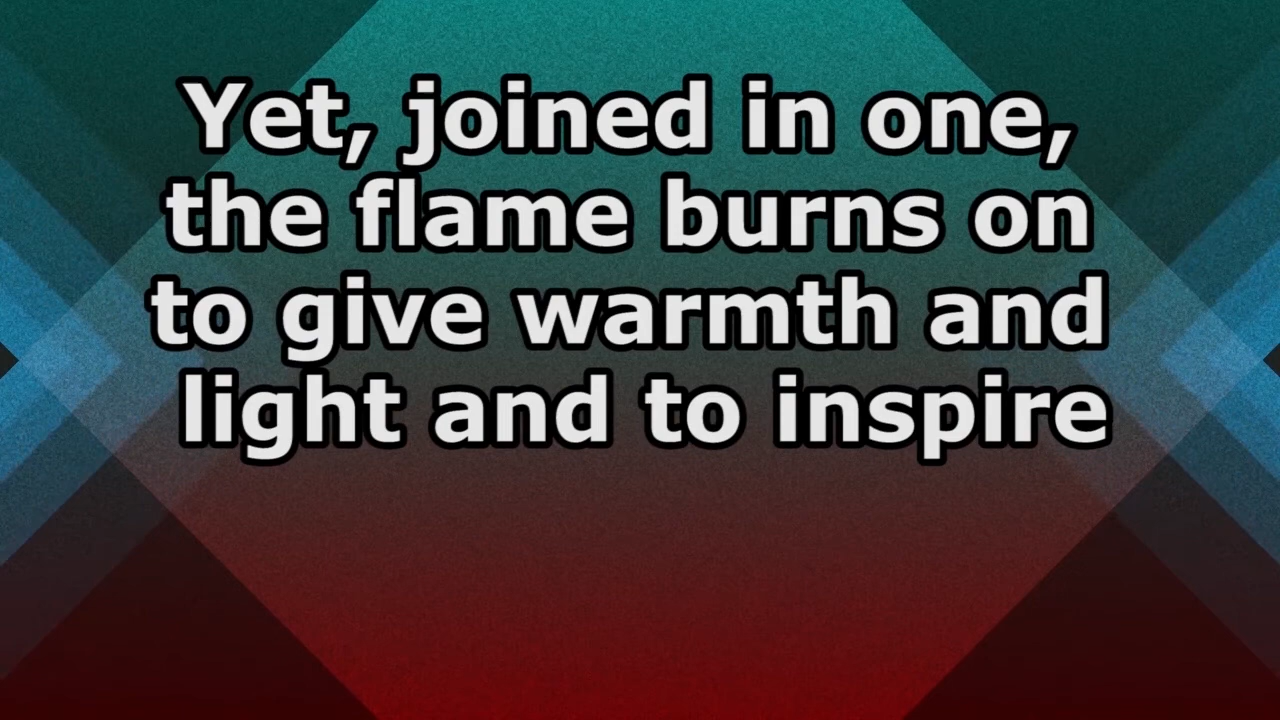 Yet, joined in one,
the flame burns on
to give warmth and
light and to inspire